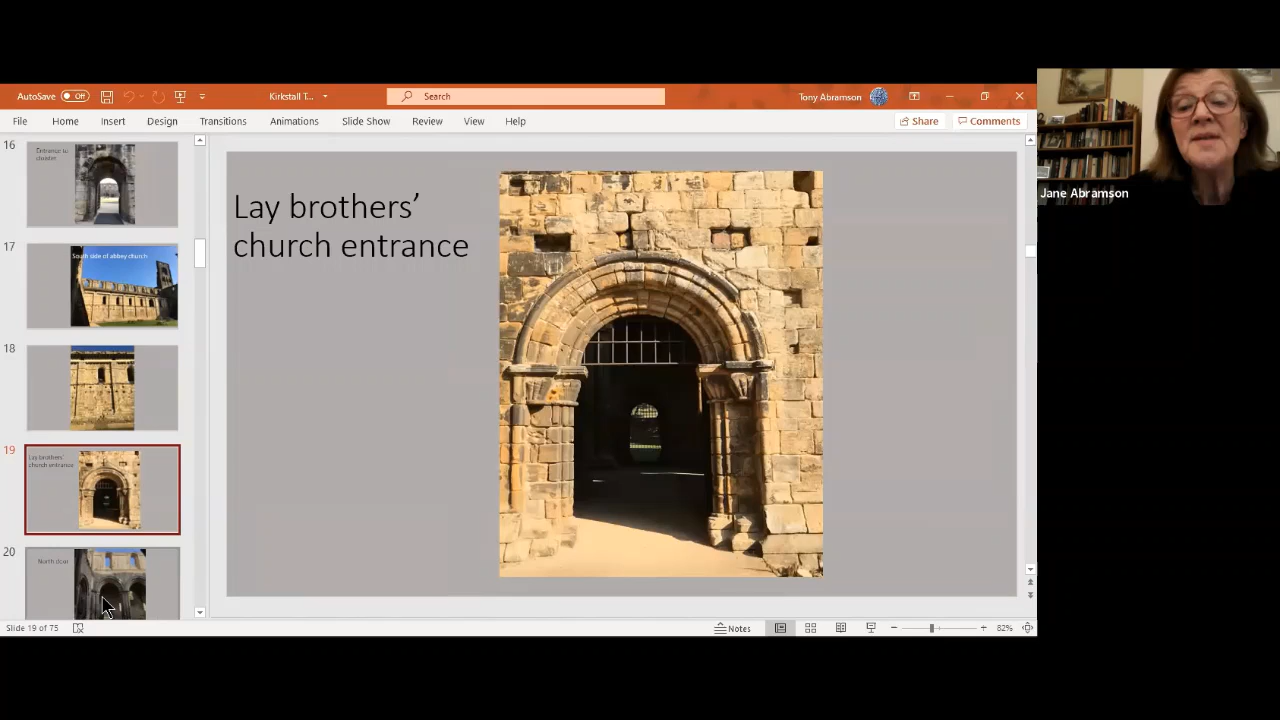 AutoSave Off
Kirkstall T...
Search
Tony Abramson
File Home Insert Design Transitions Animations Slide Show Review View Help
Share
Comments
16
Entrance to
cloister
17
South side of abbey church
18
19
Lay brothers'
church entrance
20
North door
Lay brothers'
church entrance
Jane Abramson
Slide 19 of 75
Notes
82%